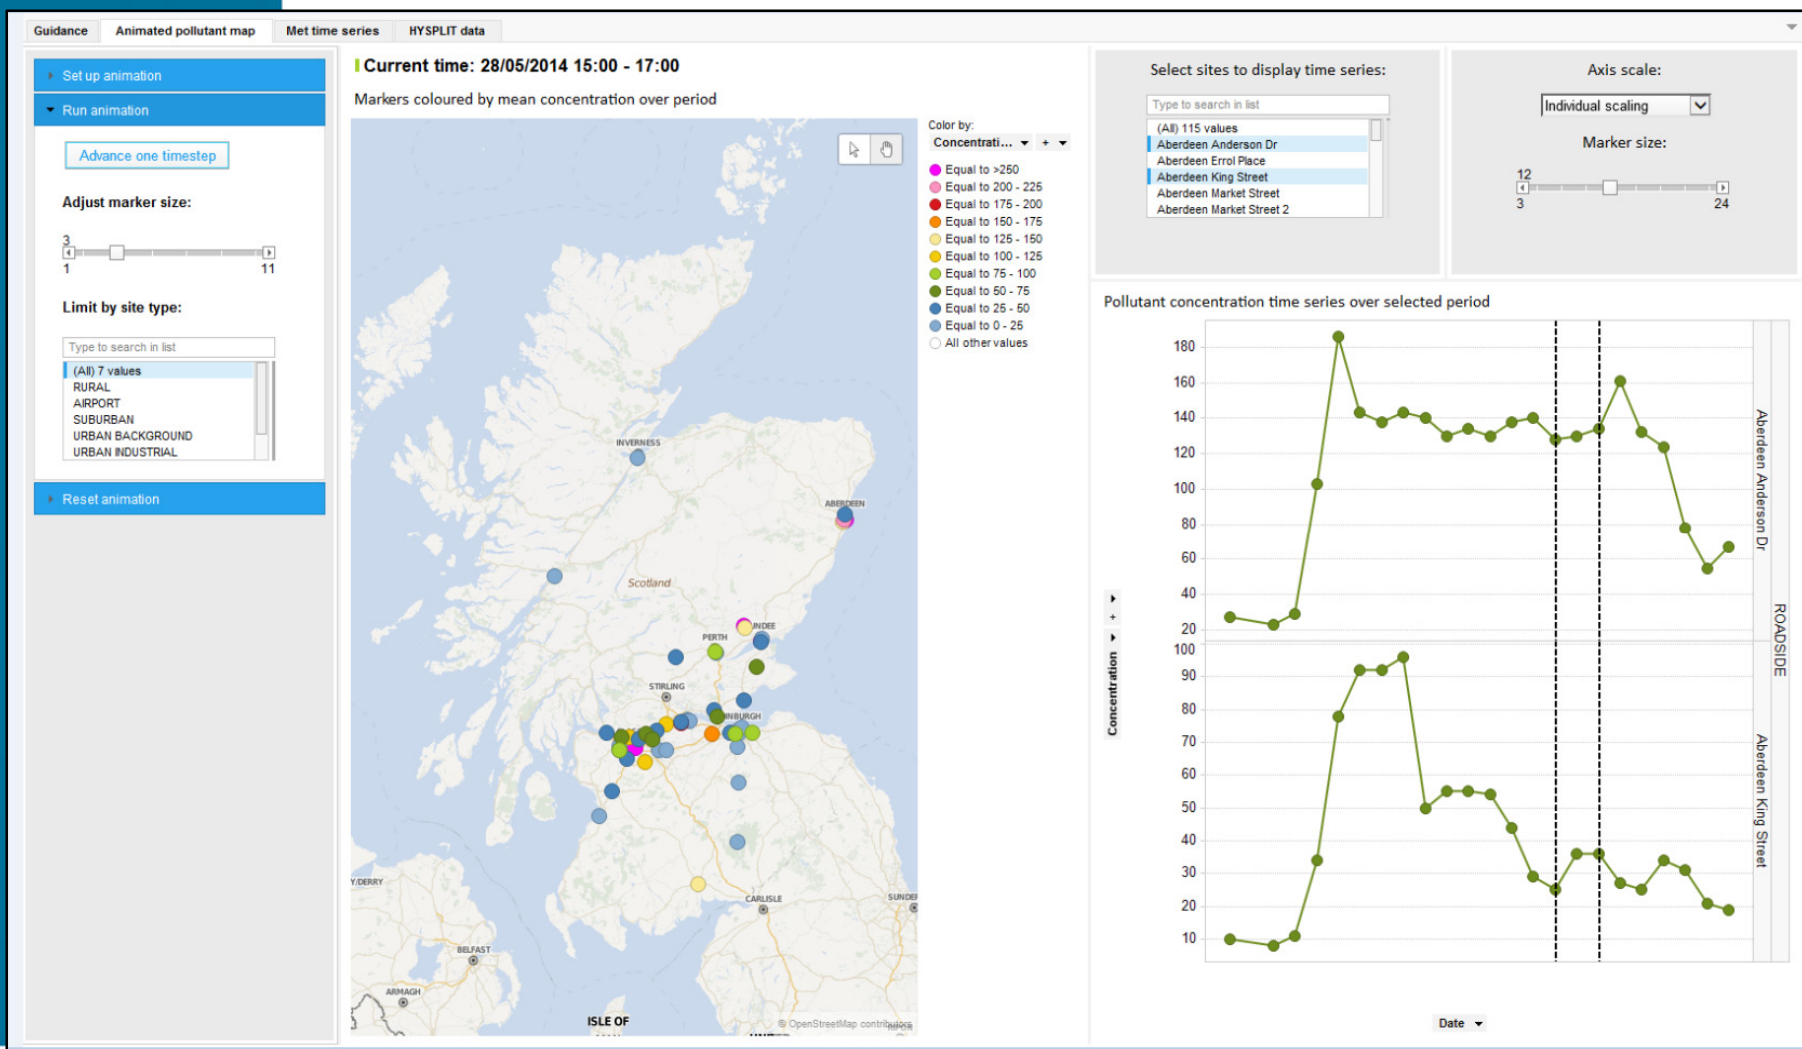 Guidance
Animated pollutant map
Met time series
HYSPLIT data
Set up animation
Run animation
Advance one timestep
Adjust marker size:
3
1
11
Limit by site type:
Type to search in list
(All) 7 values
RURAL
AIRPORT
SUBURBAN
URBAN BACKGROUND
URBAN INDUSTRIAL
Reset animation
Current time: 28/05/2014 15:00 - 17:00
Markers coloured by mean concentration over period
INVERNESS
ABERDEEN
Scotland
UNDEE
PERTH
STIRLING
INBURGH
Y/DERRY
CARLISLE
SUNDER
BELFAST
ARMAGH
ISLE OF
© OpenStreetMap contributors
Color by:
Concentrati...
+
Equal to >250
Equal to 200 - 225
Equal to 175 - 200
Equal to 150 - 175
Equal to 125 - 150
Equal to 100 - 125
Equal to 75 - 100
Equal to 50 - 75
Equal to 25 - 50
Equal to 0 - 25
All other values
Select sites to display time series:
Type to search in list
(All) 115 values
Aberdeen Anderson Dr
Aberdeen Errol Place
Aberdeen King Street
Aberdeen Market Street
Aberdeen Market Street 2
Axis scale:
Individual scaling
Marker size:
12
3
24
Pollutant concentration time series over selected period
180
160
140
120
100
80
60
40
20
100
90
80
70
60
50
40
30
20
10
Concentration
+
Aberdeen Anderson Dr
Aberdeen King Street
ROADSIDE
Date